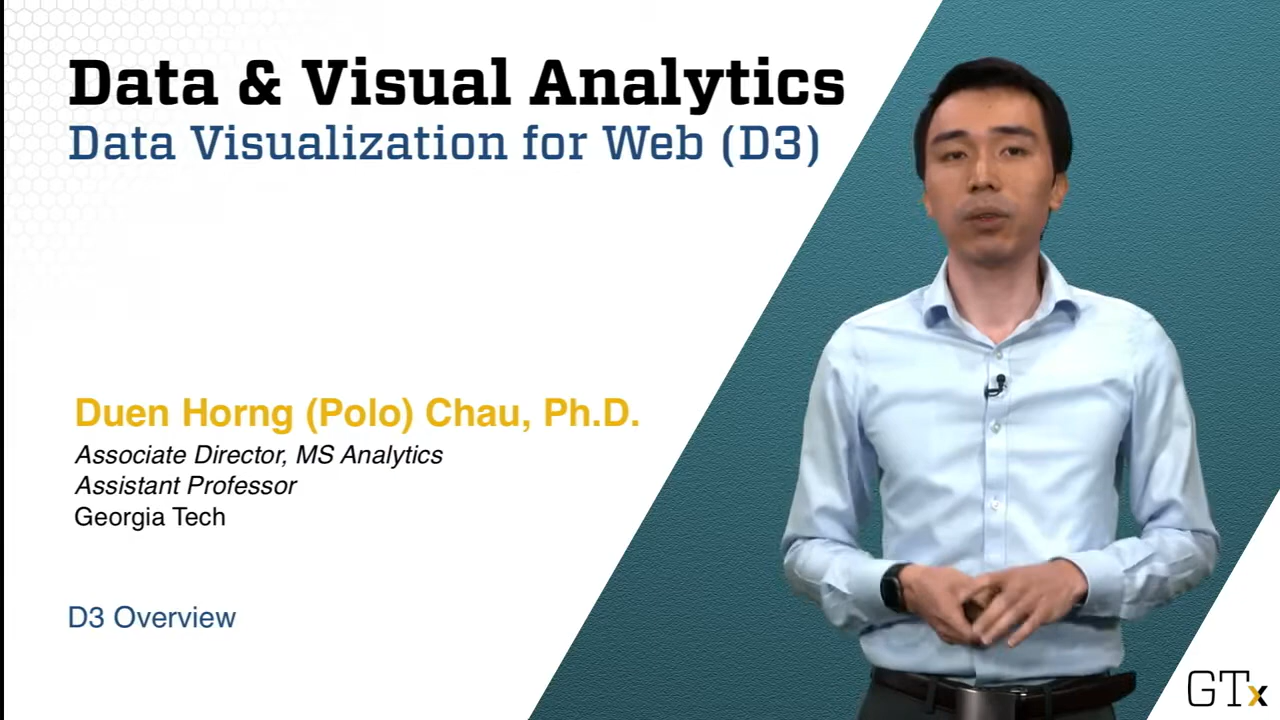 Data & Visual Analytics
Data Visualization for Web (D3)
Duen Horng (Polo) Chau, Ph.D.
Associate Director, MS Analytics
Assistant Professor
Georgia Tech
D3 Overview
GTx